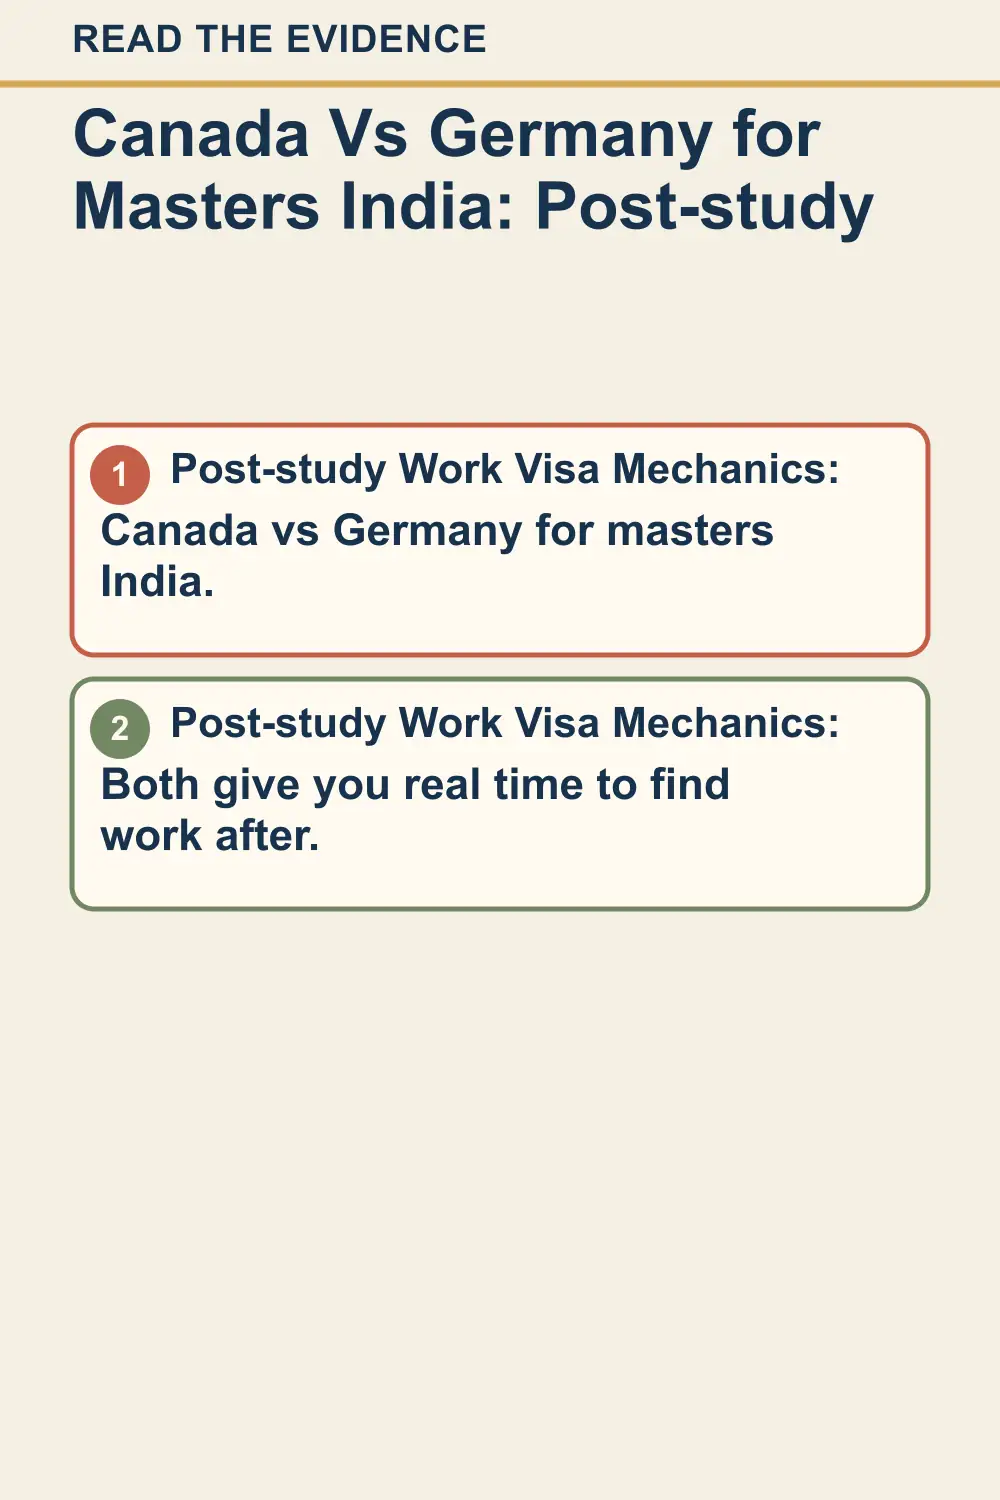 READ THE EVIDENCE
Canada Vs Germany for
Masters India: Post-study
1 Post-study Work Visa Mechanics:
Canada vs Germany for masters
India.
2 Post-study Work Visa Mechanics:
Both give you real time to find
work after.